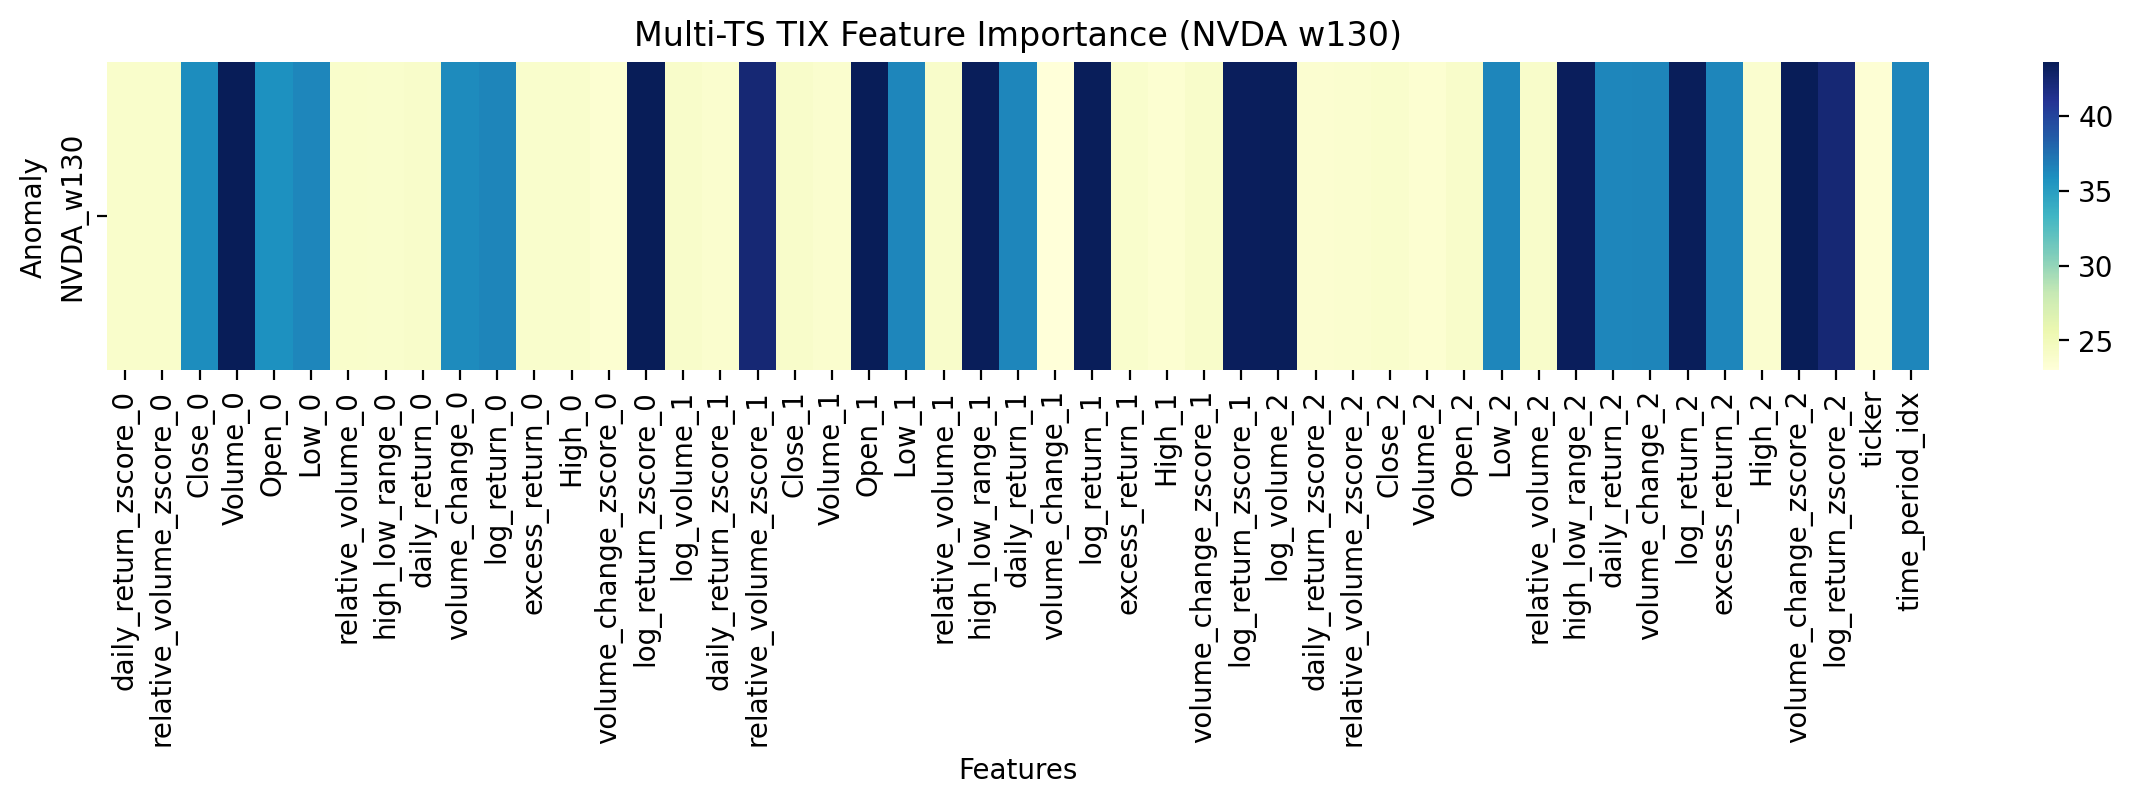 Multi-TS TIX Feature Importance (NVDA w130)
Anomaly
NVDA_w130
40
35
30
25
daily_return_zscore_0
relative_volume_zscore_0
Close_0
Volume_0
Open_0
Low_0
relative_volume_0
high_low_range_0
daily_return_0
volume_change_0
log_return_0
excess_return_0
High_0
volume_change_zscore_0
log_return_zscore_0
log_volume_1
daily_return_zscore_1
relative_volume_zscore_1
Close_1
Volume_1
Open_1
Low_1
relative_volume_1
high_low_range_1
daily_return_1
volume_change_1
log_return_1
excess_return_1
High_1
volume_change_zscore_1
log_return_zscore_1
log_volume_2
daily_return_zscore_2
relative_volume_zscore_2
Close_2
Volume_2
Open_2
Low_2
relative_volume_2
high_low_range_2
daily_return_2
volume_change_2
log_return_2
excess_return_2
High_2
volume_change_zscore_2
log_return_zscore_2
ticker
time_period_idx
Features